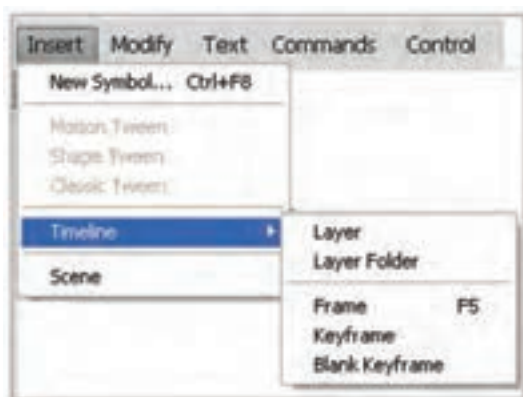 Insert Modify Text Commands Control
New Symbol... Ctrl+F8
Motion Tween
Shape Tween
Classic Tween
Timeline
Scene
Layer
Layer Folder
Frame F5
Keyframe
Blank Keyframe